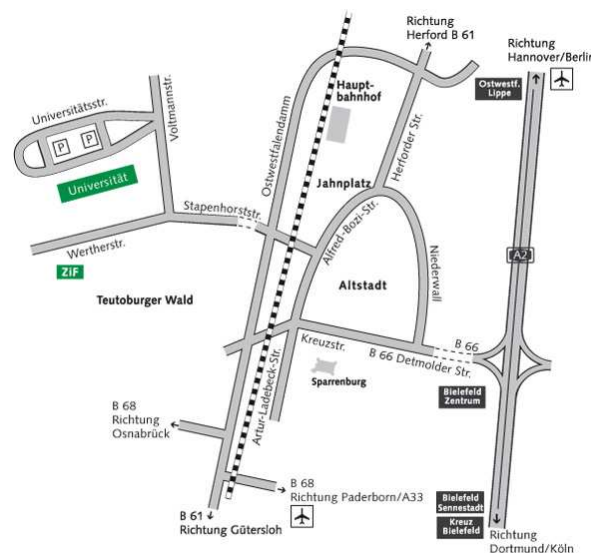 Richtung
Herford B 61
Richtung
Hannover/Berlin
Ostwestf.
Lippe
Haupt-
bahnhof
Universitätsstr.
Voltmannstr.
P
P
Ostwestfalendamm
Herforder Str.
Universität
Jahnplatz
Stapenhorststr.
Alfred-Bozi-Str.
Wertherstr.
Niederwall
A2
ZiF
Teutoburger Wald
Altstadt
Kreuzstr.
B 66
B 66 Detmolder Str.
Sparrenburg
Artur-Ladebeck-Str.
Bielefeld
Zentrum
B 68
Richtung
Osnabrück
B 68
Richtung Paderborn/A33
B 61
Richtung Gütersloh
Bielefeld
Sennestadt
Kreuz
Bielefeld
Richtung
Dortmund/Köln